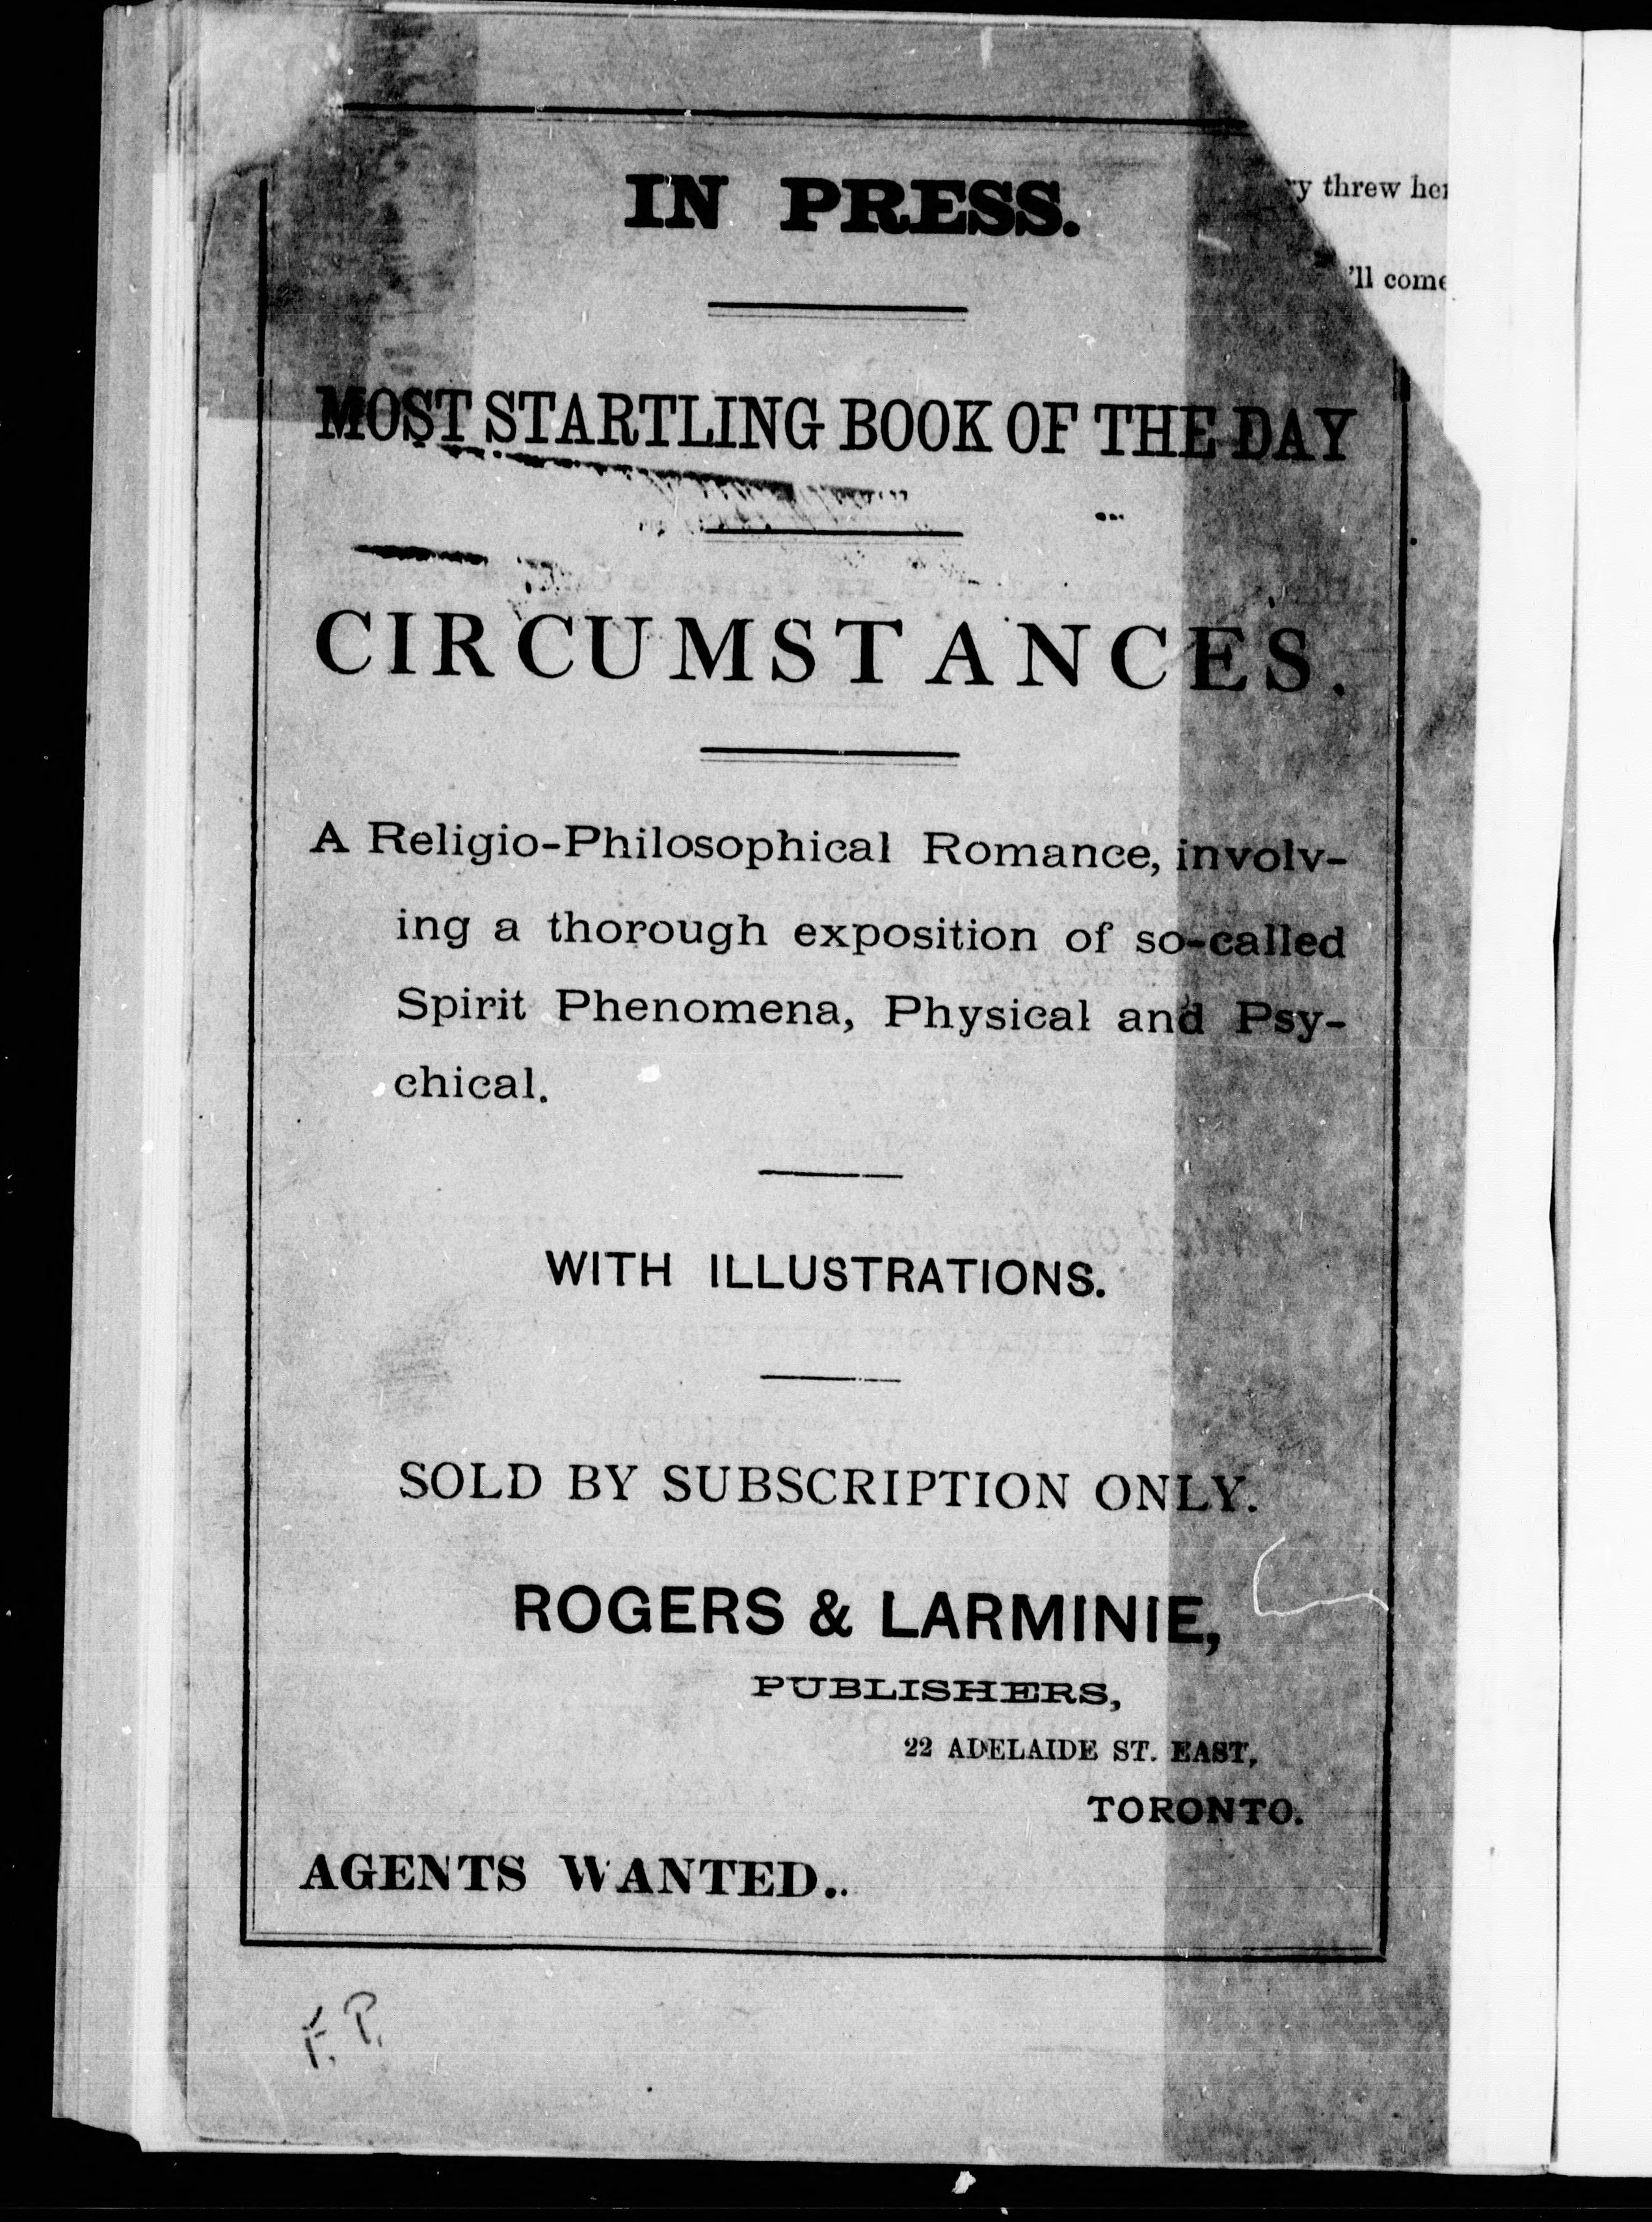 IN PRESS.
y threw her
'll come
MOST STARTLING BOOK OF THE DAY
CIRCUMSTANCES.
A Religio-Philosophical Romance, involv-
ing a thorough exposition of so-called
Spirit Phenomena, Physical and Psy-
chical.
WITH ILLUSTRATIONS.
SOLD BY SUBSCRIPTION ONLY.
ROGERS & LARMINIE,
PUBLISHERS,
22 ADELAIDE ST. EAST,
TORONTO.
AGENTS WANTED..
F. P.